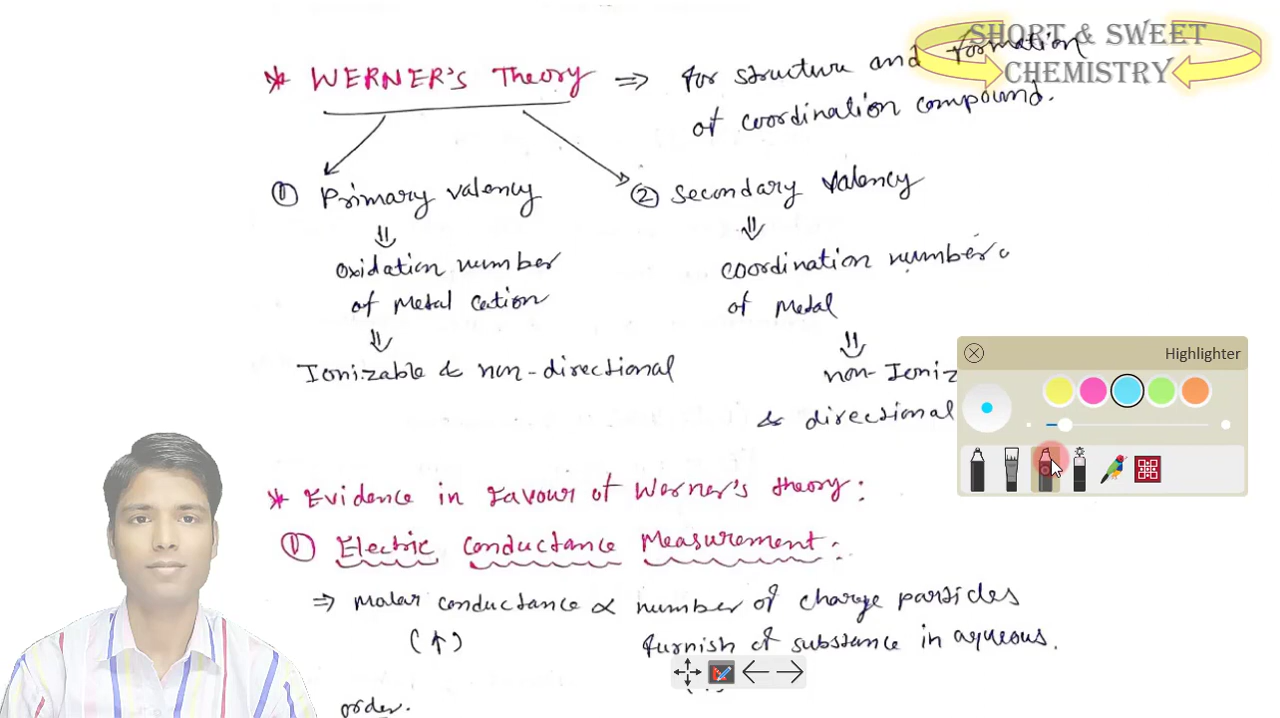 SHORT & SWEET
CHEMISTRY
* WERNER'S Theory ⇒ for structure and formation
of coordination compound.
① Primary valency
② Secondary valency
⇓
oxidation number
of metal cation
⇓
Ionizable & non-directional
⇓
coordination number
of metal
⇓
non-Ioniz
& directional
Highlighter
* Evidence in favour of Werner's theory:
① Electric conductance Measurement:
⇒ molar conductance ∝ number of charge particles
(↑) furnish of substance in aqueous.
order.